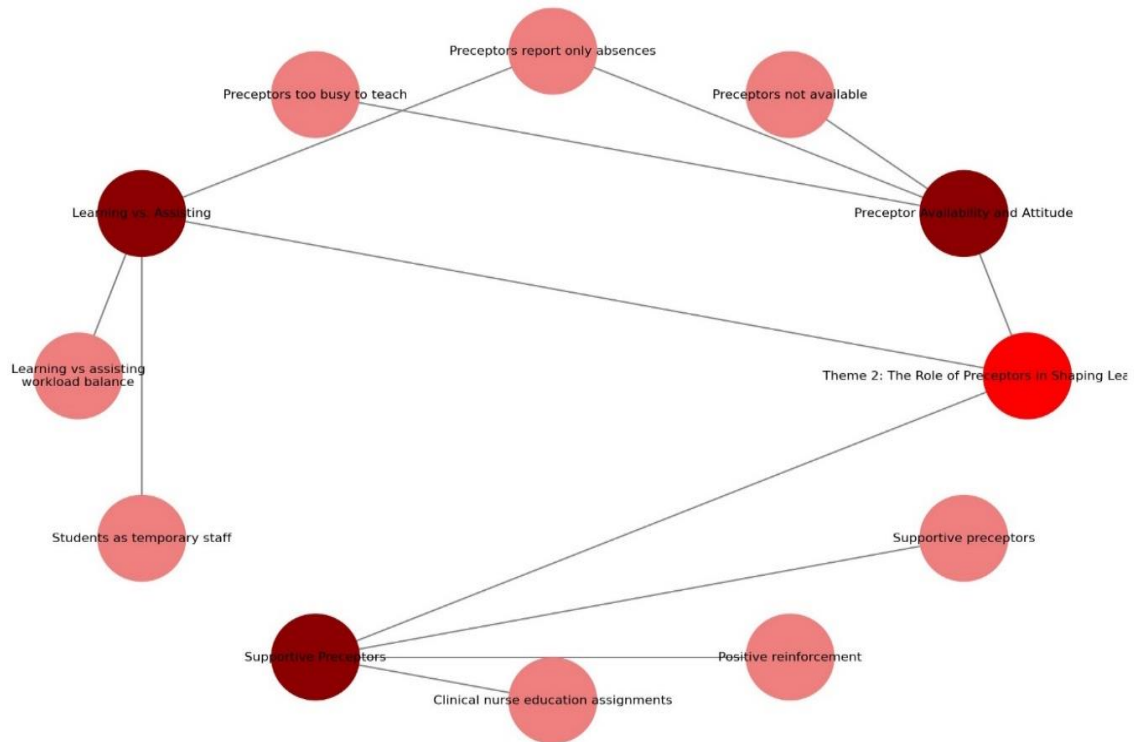 Preceptors report only absences
Preceptors too busy to teach
Preceptors not available
Learning vs. Assisting
Preceptor Availability and Attitude
Learning vs assisting
workload balance
Theme 2: The Role of Preceptors in Shaping Lea
Students as temporary staff
Supportive preceptors
Supportive Preceptors
Positive reinforcement
Clinical nurse education assignments